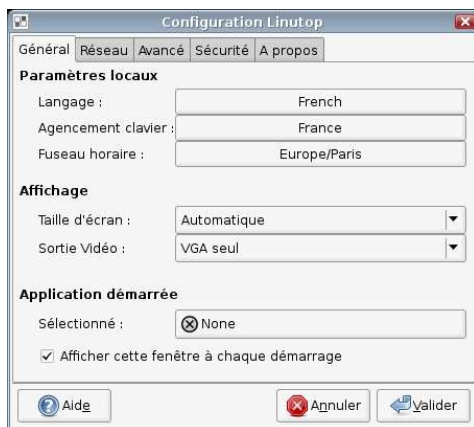 Configuration Linutop
Général Réseau Avancé Sécurité A propos
Paramètres locaux
Langage : French
Agencement clavier : France
Fuseau horaire : Europe/Paris
Affichage
Taille d'écran : Automatique
Sortie Vidéo : VGA seul
Application démarrée
Sélectionné : None
Afficher cette fenêtre à chaque démarrage
Aide Annuler Valider